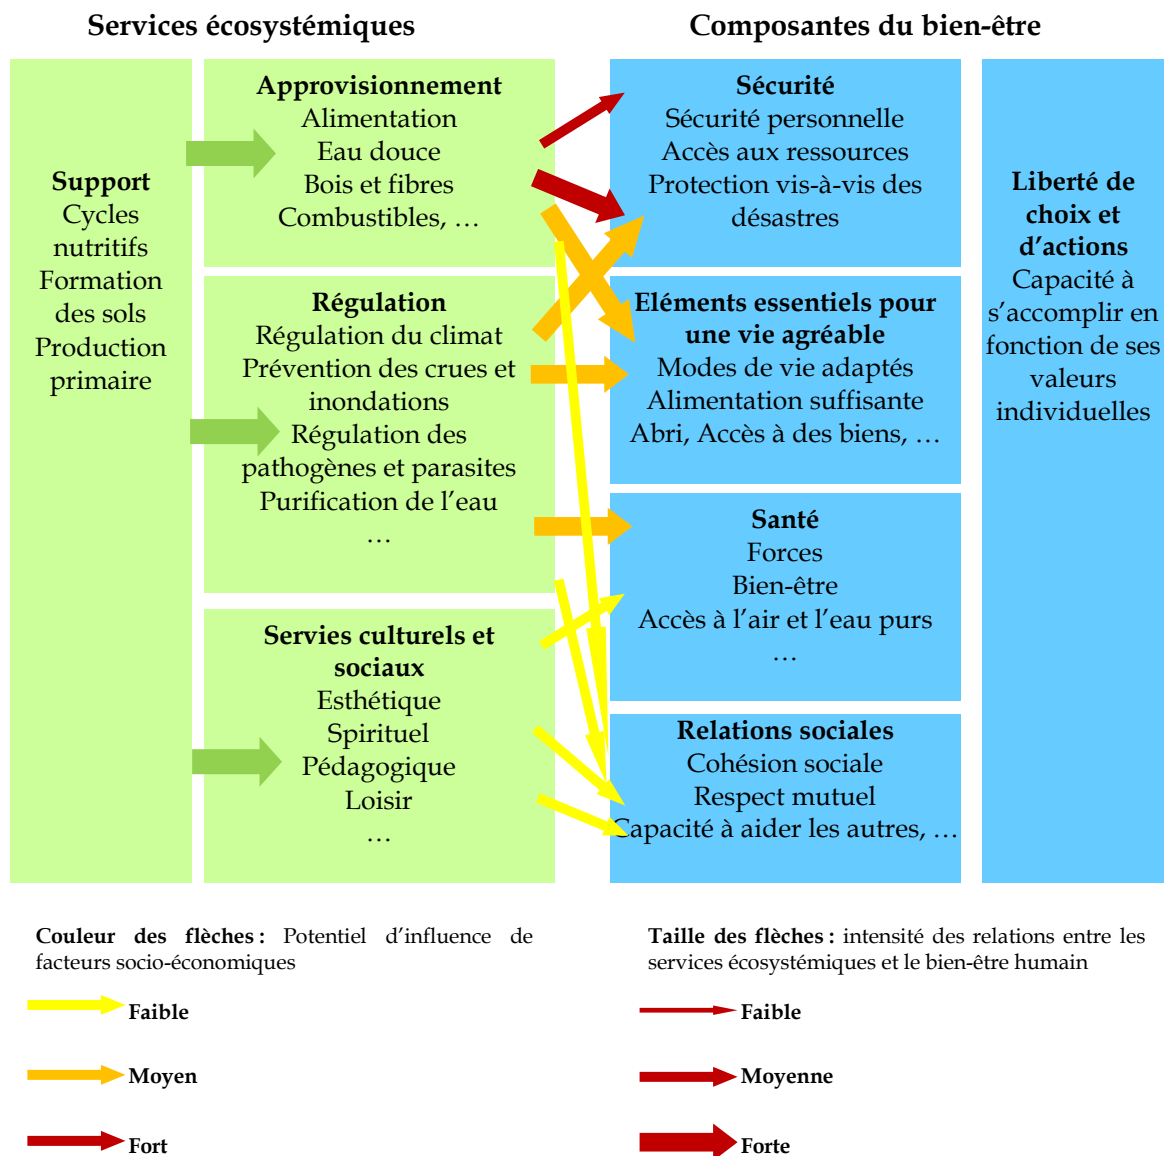 Services écosystémiques
Composantes du bien-être
Support
Cycles
nutritifs
Formation
des sols
Production
primaire
Approvisionnement
Alimentation
Eau douce
Bois et fibres
Combustibles, …
Régulation
Régulation du climat
Prévention des crues et
inondations
Régulation des
pathogènes et parasites
Purification de l’eau
…
Servies culturels et
sociaux
Esthétique
Spirituel
Pédagogique
Loisir
…
Sécurité
Sécurité personnelle
Accès aux ressources
Protection vis-à-vis des
désastres
Eléments essentiels pour
une vie agréable
Modes de vie adaptés
Alimentation suffisante
Abri, Accès à des biens, …
Santé
Forces
Bien-être
Accès à l’air et l’eau purs
…
Relations sociales
Cohésion sociale
Respect mutuel
Capacité à aider les autres, …
Liberté de
choix et
d’actions
Capacité à
s’accomplir en
fonction de ses
valeurs
individuelles
Couleur des flèches : Potentiel d’influence de
facteurs socio-économiques
Faible
Moyen
Fort
Taille des flèches : intensité des relations entre les
services écosystémiques et le bien-être humain
Faible
Moyenne
Forte